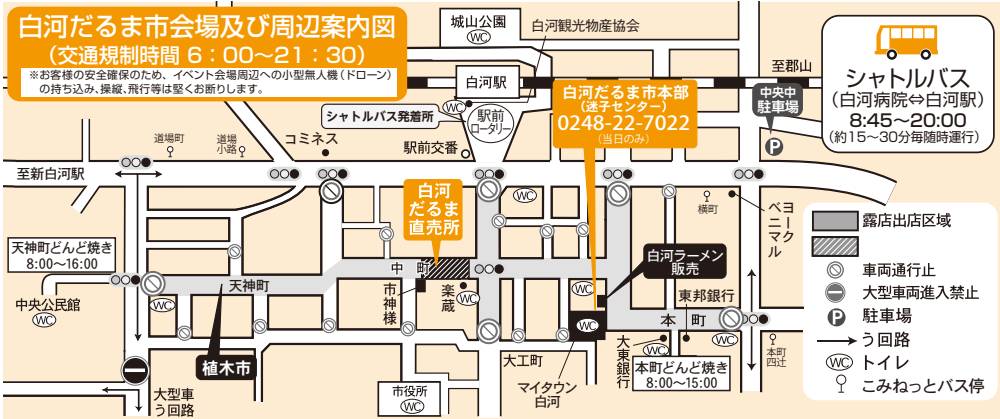 白河だるま市会場及び周辺案内図
(交通規制時間 6：00〜21：30)
※お客様の安全確保のため、イベント会場周辺への小型無人機（ドローン）
の持ち込み、操縦、飛行等は堅くお断りします。
城山公園
WC
白河観光物産協会
白河駅
至郡山
シャトルバス
(白河病院⇔白河駅)
8:45〜20:00
(約15〜30分毎随時運行)
中央中
駐車場
P
白河だるま市本部
(迷子センター)
0248-22-7022
(当日のみ)
WC
シャトルバス発着所
駅前
ロータリー
駅前交番
コミネス
道場町
道場
小路
至新白河駅
白河
だるま
直売所
WC
横町
ヨークベニマル
天神町どんど焼き
8:00〜16:00
中央公民館
WC
天神町
WC
中町
市神様
楽蔵
WC
白河ラーメン
販売
WC
東邦銀行
本町
WC
植木市
大型車
う回路
市役所
WC
大工町
マイタウン
白河
WC
大東銀行
WC
本町どんど焼き
8:00〜15:00
WC
本町
四辻
露店出店区域
車両通行止
大型車両進入禁止
P 駐車場
う回路
WC トイレ
こみねっとバス停